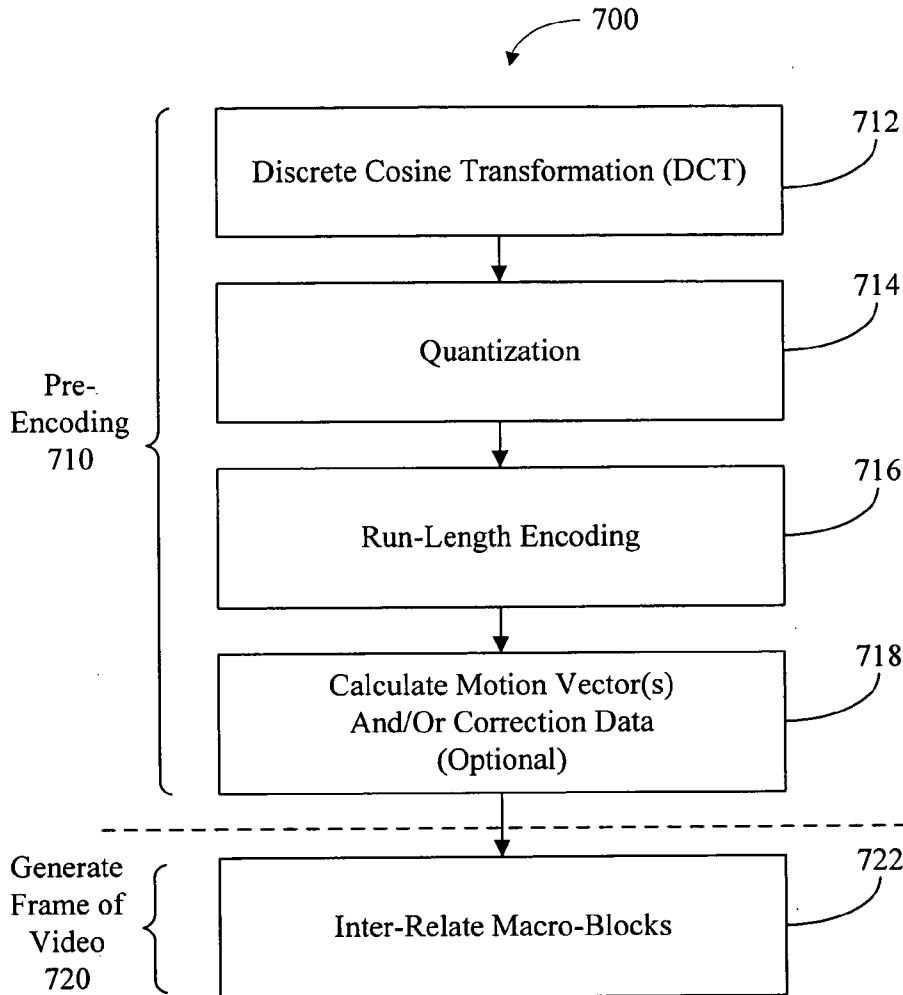 700
712
Discrete Cosine Transformation (DCT)
714
Quantization
Pre-
Encoding
710
716
Run-Length Encoding
718
Calculate Motion Vector(s)
And/Or Correction Data
(Optional)
Generate
Frame of
Video
720
722
Inter-Relate Macro-Blocks